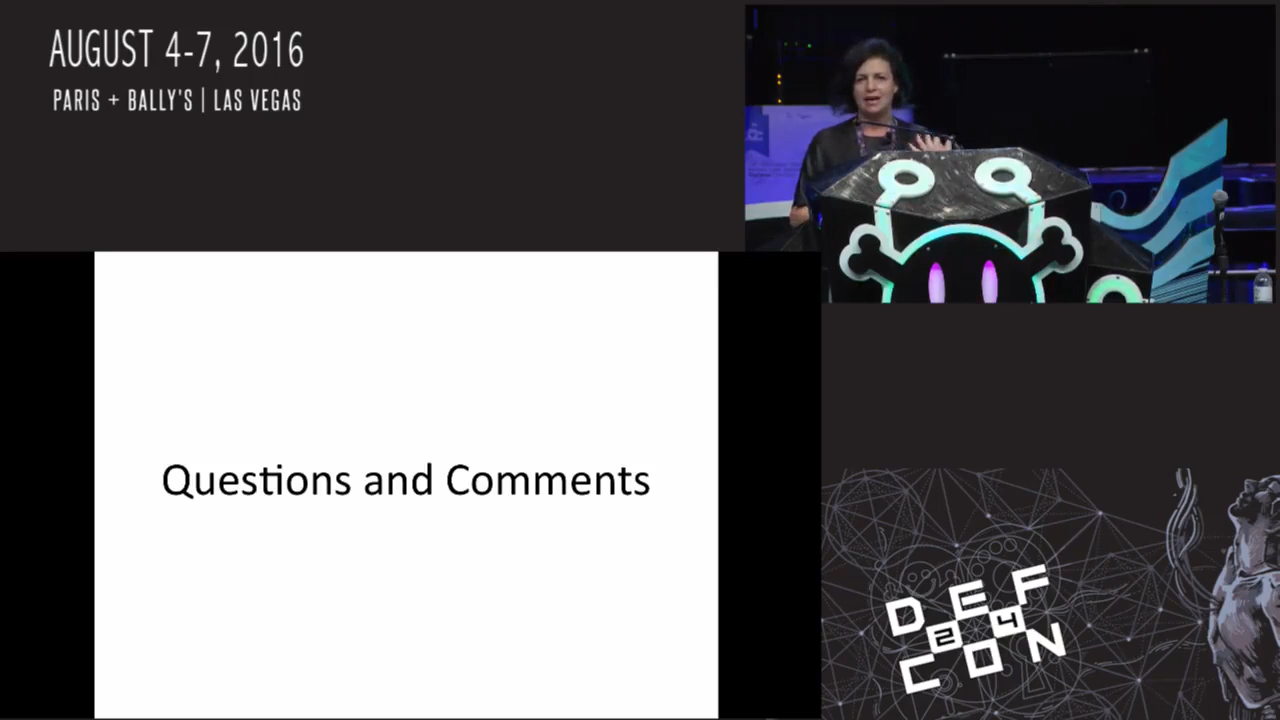 AUGUST 4-7, 2016
PARIS + BALLY'S | LAS VEGAS
Questions and Comments
DEF
24
CON